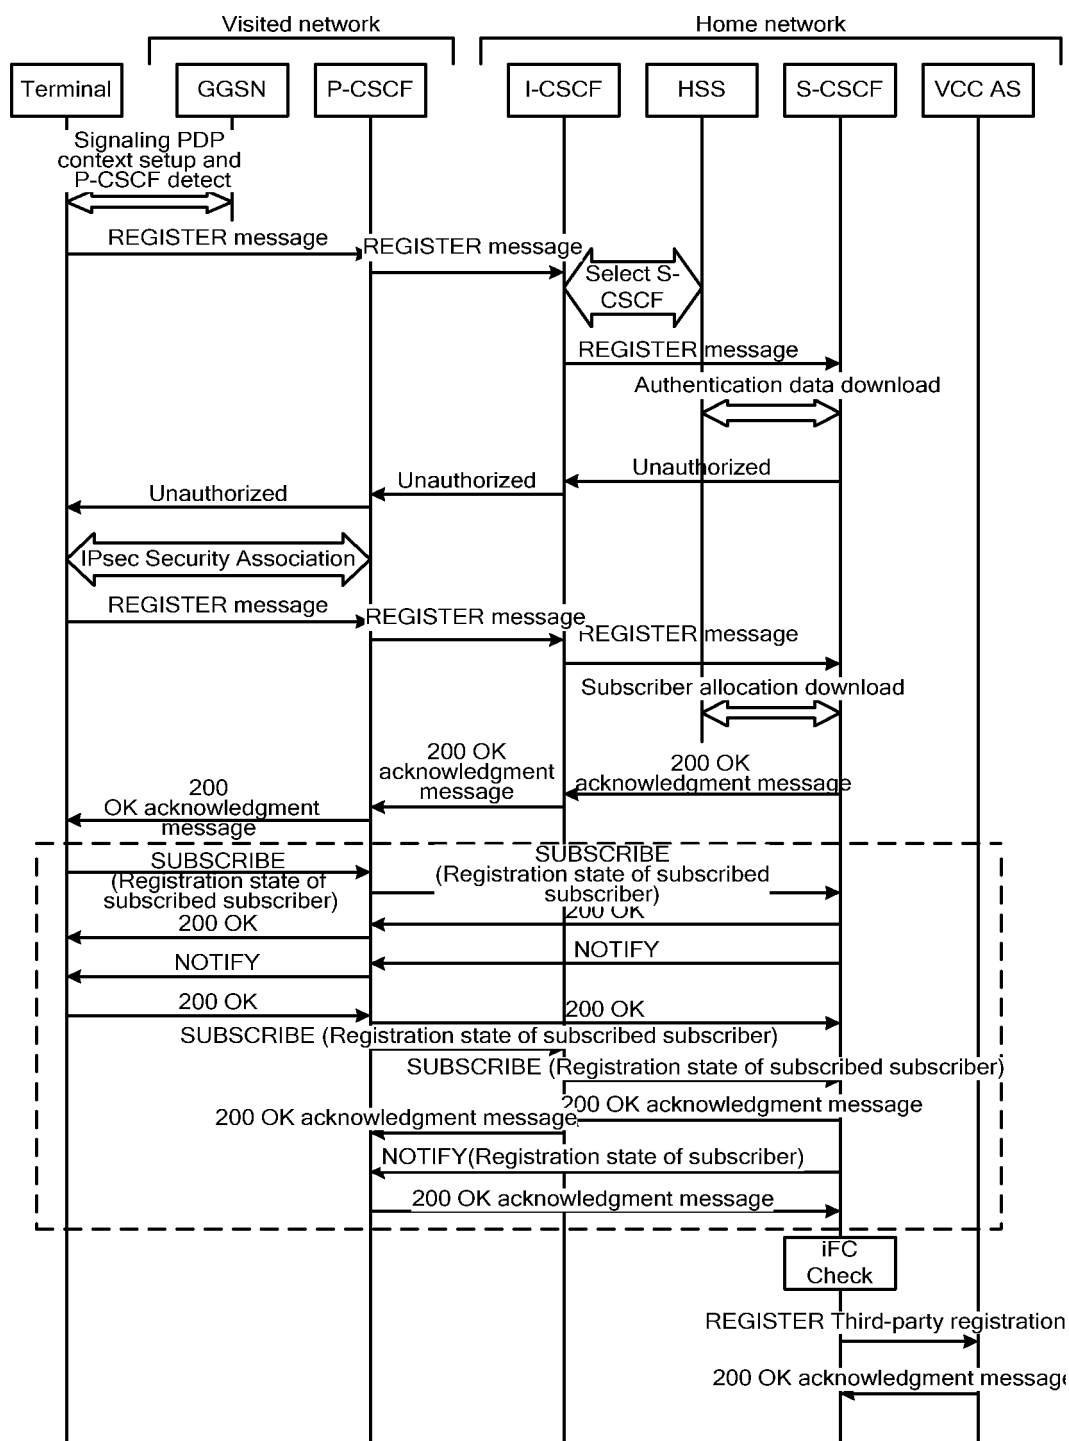 Visited network
Home network
Terminal
GGSN
P-CSCF
I-CSCF
HSS
S-CSCF
VCC AS
Signaling PDP
context setup and
P-CSCF detect
REGISTER message
REGISTER message
Select S-
CSCF
REGISTER message
Authentication data download
Unauthorized
Unauthorized
Unauthorized
IPsec Security Association
REGISTER message
REGISTER message
REGISTER message
Subscriber allocation download
200 OK
acknowledgment message
200 OK
acknowledgment
message
200
OK acknowledgment
message
SUBSCRIBE
(Registration state of
subscribed subscriber)
SUBSCRIBE
(Registration state of subscribed
subscriber)
200 OK
200 OK
NOTIFY
NOTIFY
200 OK
200 OK
SUBSCRIBE (Registration state of subscribed subscriber)
SUBSCRIBE (Registration state of subscribed subscriber)
200 OK acknowledgment message
200 OK acknowledgment message
NOTIFY(Registration state of subscriber)
200 OK acknowledgment message
iFC
Check
REGISTER Third-party registration
200 OK acknowledgment message